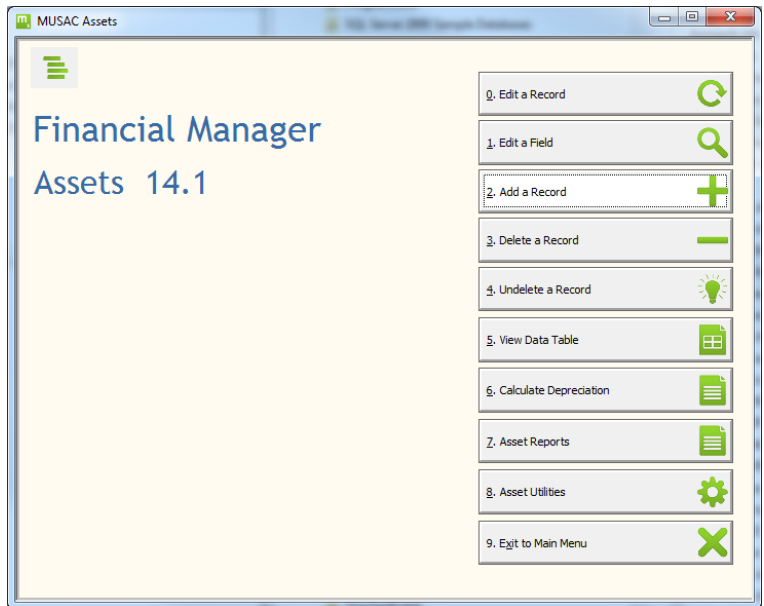 MUSAC Assets
Financial Manager
Assets 14.1
0. Edit a Record
1. Edit a Field
2. Add a Record
3. Delete a Record
4. Undelete a Record
5. View Data Table
6. Calculate Depreciation
7. Asset Reports
8. Asset Utilities
9. Exit to Main Menu